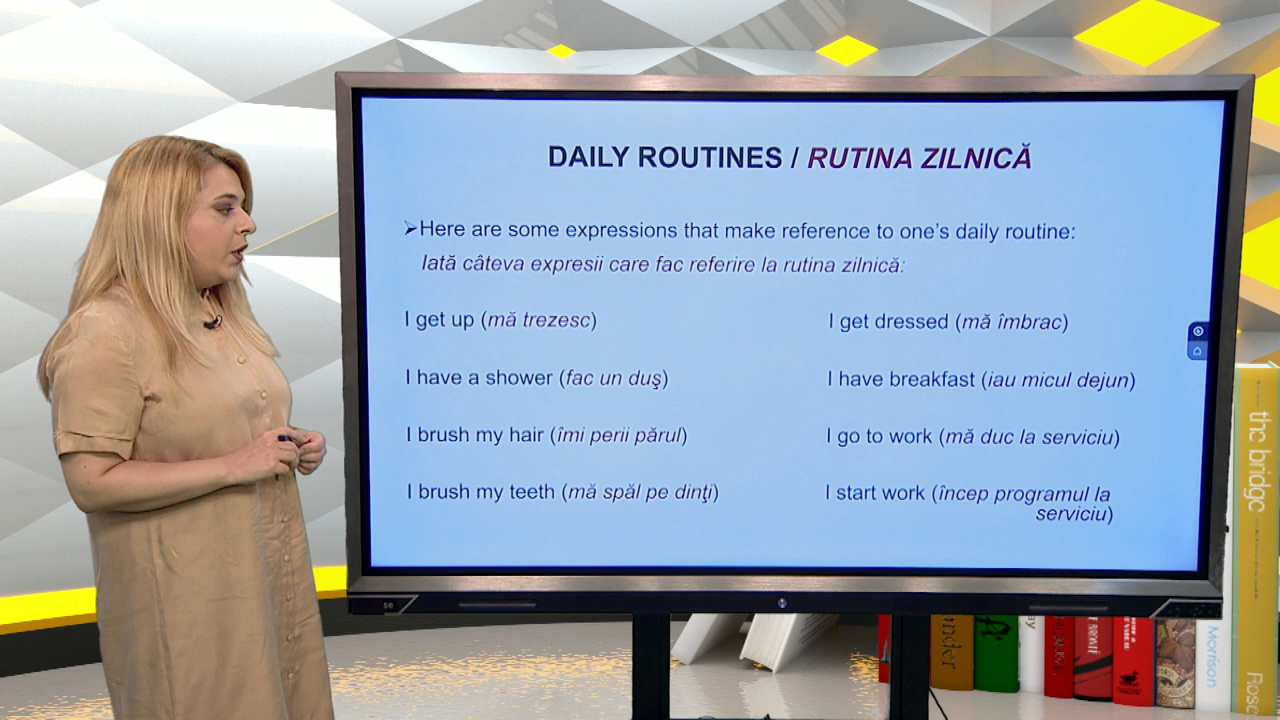 DAILY ROUTINES / RUTINA ZILNICĂ
➢Here are some expressions that make reference to one's daily routine:
Iată câteva expresii care fac referire la rutina zilnică:
I get up (mă trezesc)
I have a shower (fac un duş)
I brush my hair (îmi perii părul)
I brush my teeth (mă spăl pe dinţi)
I get dressed (mă îmbrac)
I have breakfast (iau micul dejun)
I go to work (mă duc la serviciu)
I start work (încep programul la
serviciu)
se
the bridge
Morrison